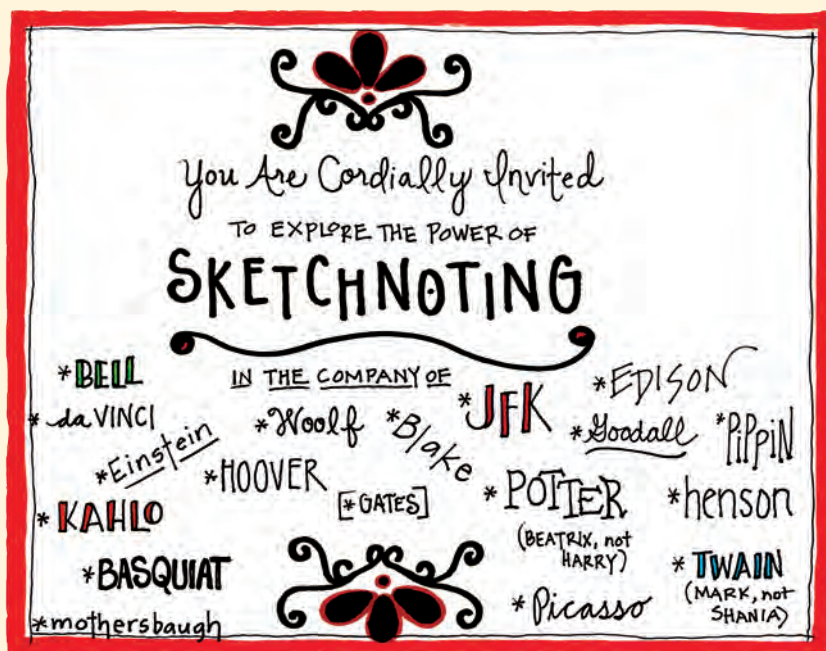 You Are Cordially Invited
TO EXPLORE THE POWER OF
SKETCHNOTING
IN THE COMPANY OF
*BELL
*daVINCI
*Einstein
*KAHLO
*BASQUIAT
*mothersbaugh
*Woolf
*HOOVER
*Blake
[*GATES]
*JFK
*EDISON
*Goodall
*PiPPiN
*POTTER
(BEATRIX, not
HARRY)
*henson
*Picasso
*TWAIN
(MARK, not
SHANIA)